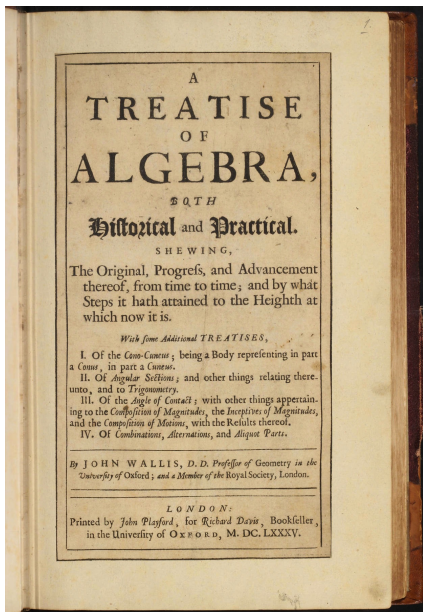 1.
A
TREATISE
OF
ALGEBRA,
BOTH
Hiſtorical and Practical.
SHEWING,
The Original, Progreſs, and Advancement
thereof, from time to time; and by what
Steps it hath attained to the Heighth at
which now it is.
With ſome Additional TREATISES,
I. Of the Cono-Cuneus; being a Body repreſenting in part
a Conus, in part a Cuneus.
II. Of Angular Sections; and other things relating there-
unto, and to Trigonometry.
III. Of the Angle of Contact; with other things appertain-
ing to the Compoſition of Magnitudes, the Inceptives of Magnitudes,
and the Compoſition of Motions, with the Reſults thereof.
IV. Of Combinations, Alternations, and Aliquot Parts.
By JOHN WALLIS, D. D. Profeſſor of Geometry in the
Univerſity of Oxford; and a Member of the Royal Society, London.
LONDON:
Printed by John Playford, for Richard Davis, Bookſeller,
in the Univerſity of OXFORD, M. DC. LXXXV.